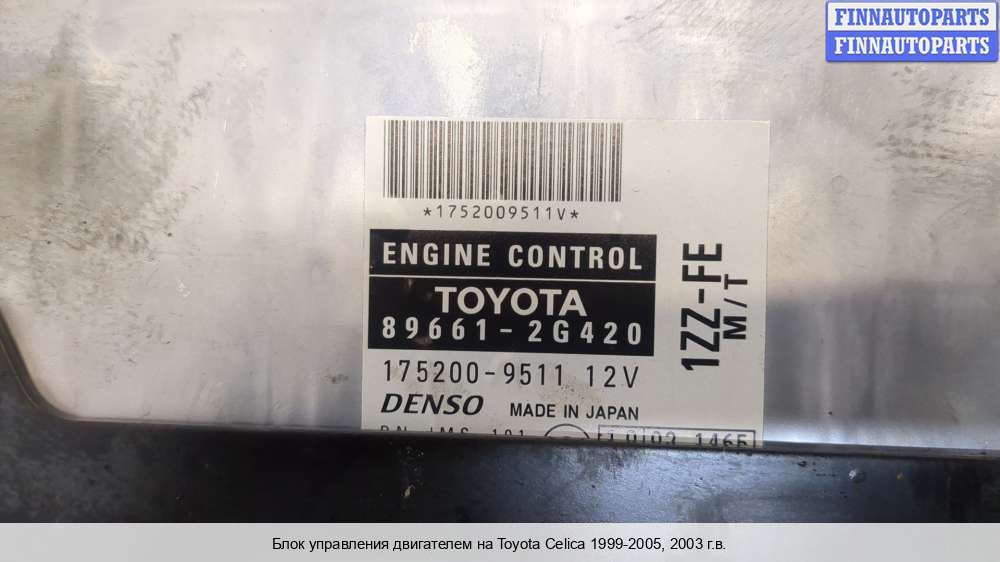 FINNAUTOPARTS
FINNAUTOPARTS
*1752009511V*
ENGINE CONTROL
TOYOTA
89661-2G420
175200-9511 12V
DENSO MADE IN JAPAN
1ZZ-FE
M/T
Блок управления двигателем на Toyota Celica 1999-2005, 2003 г.в.